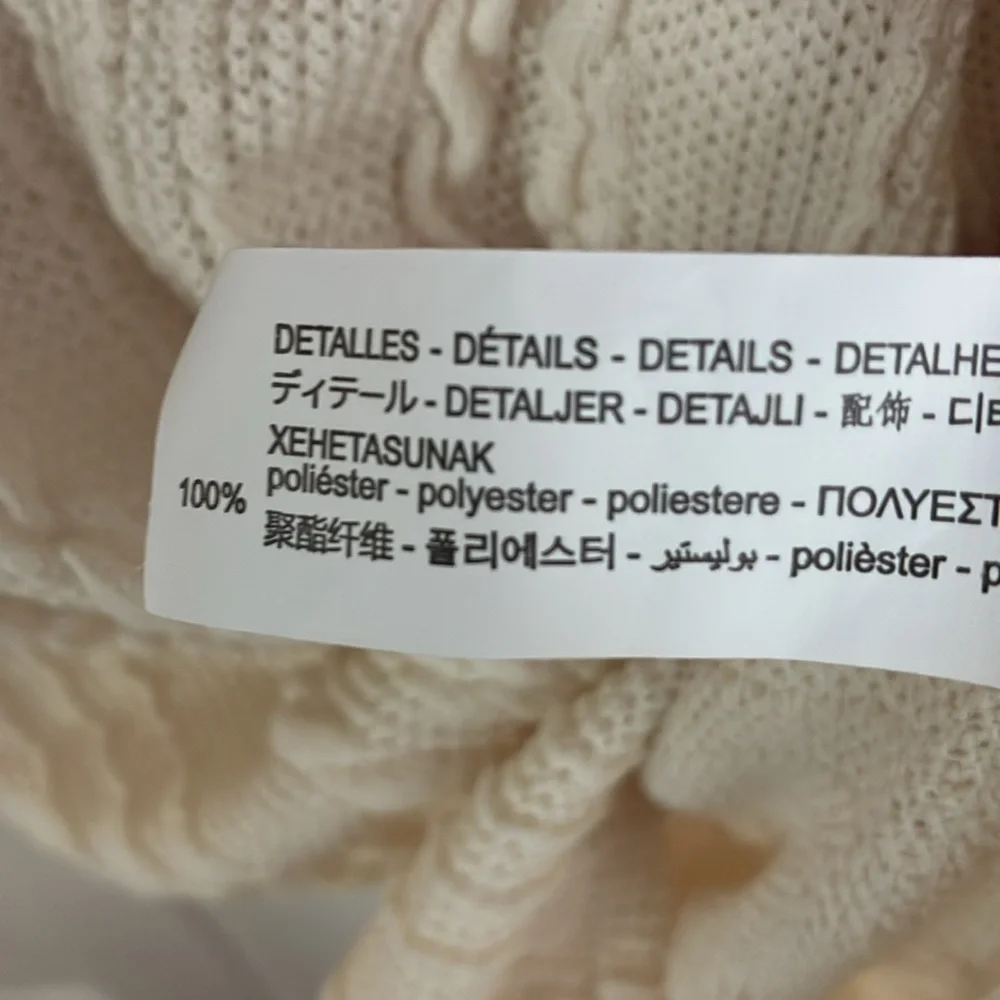 DETALLES - DÉTAILS - DETAILS - DETALHE
ディテール - DETALJER - DETAJLI - 配饰 - 디
XEHETASUNAK
100% poliéster - polyester - poliestere - ΠΟΛΥΕΣΤ
聚酯纤维 - 폴리에스터 - بوليستير - polièster - p